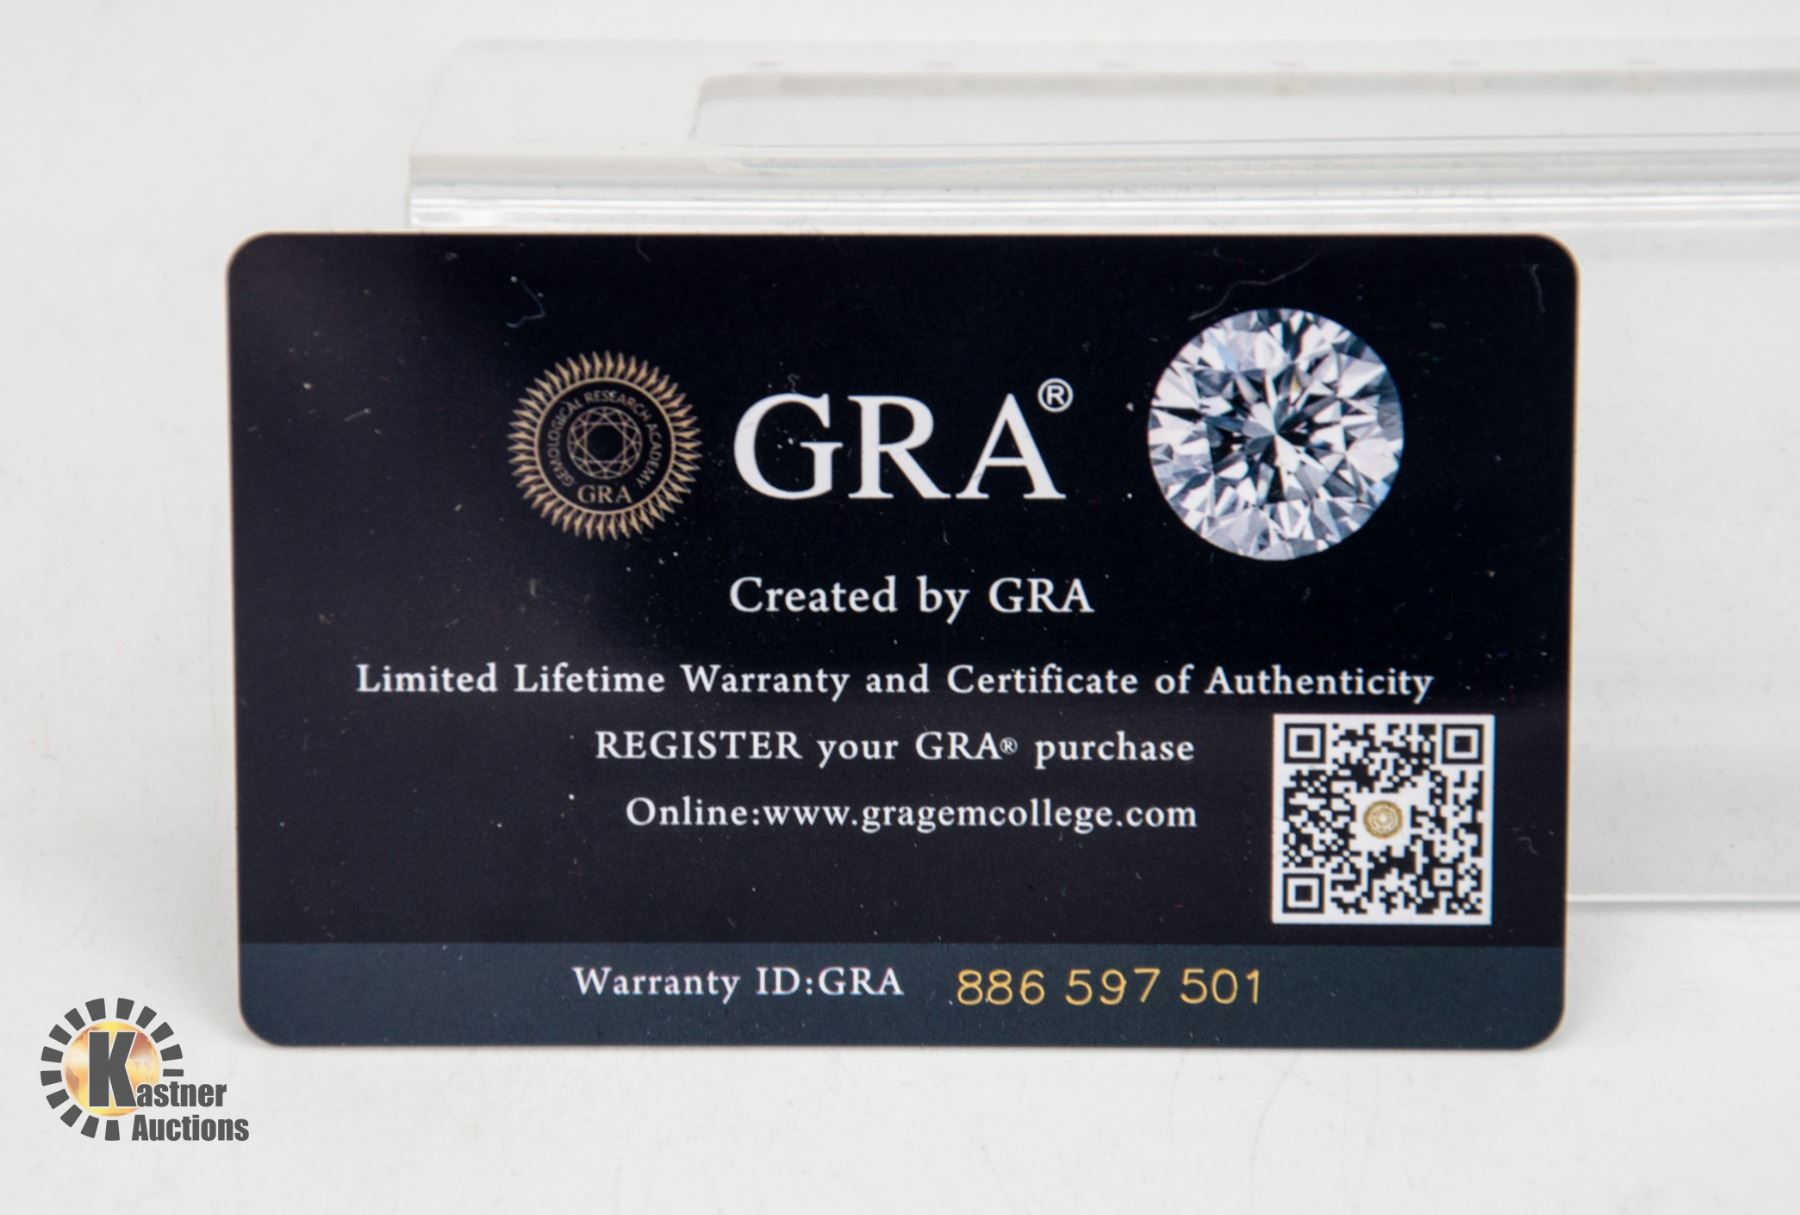 GEMOLOGICAL RESEARCH ACADEMY
GRA
GRA®
Created by GRA
Limited Lifetime Warranty and Certificate of Authenticity
REGISTER your GRA® purchase
Online:www.gragemcollege.com
Warranty ID:GRA 886 597 501
Kastner
Auctions